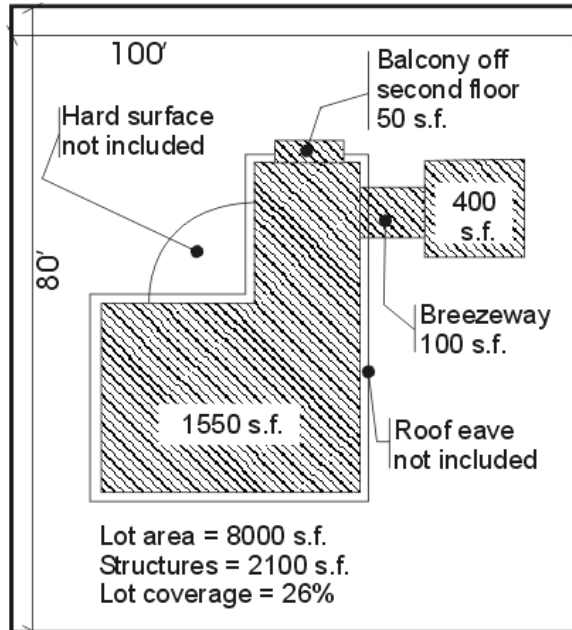 100'
Balcony off
second floor
50 s.f.
Hard surface
not included
400
s.f.
80'
Breezeway
100 s.f.
1550 s.f.
Roof eave
not included
Lot area = 8000 s.f.
Structures = 2100 s.f.
Lot coverage = 26%